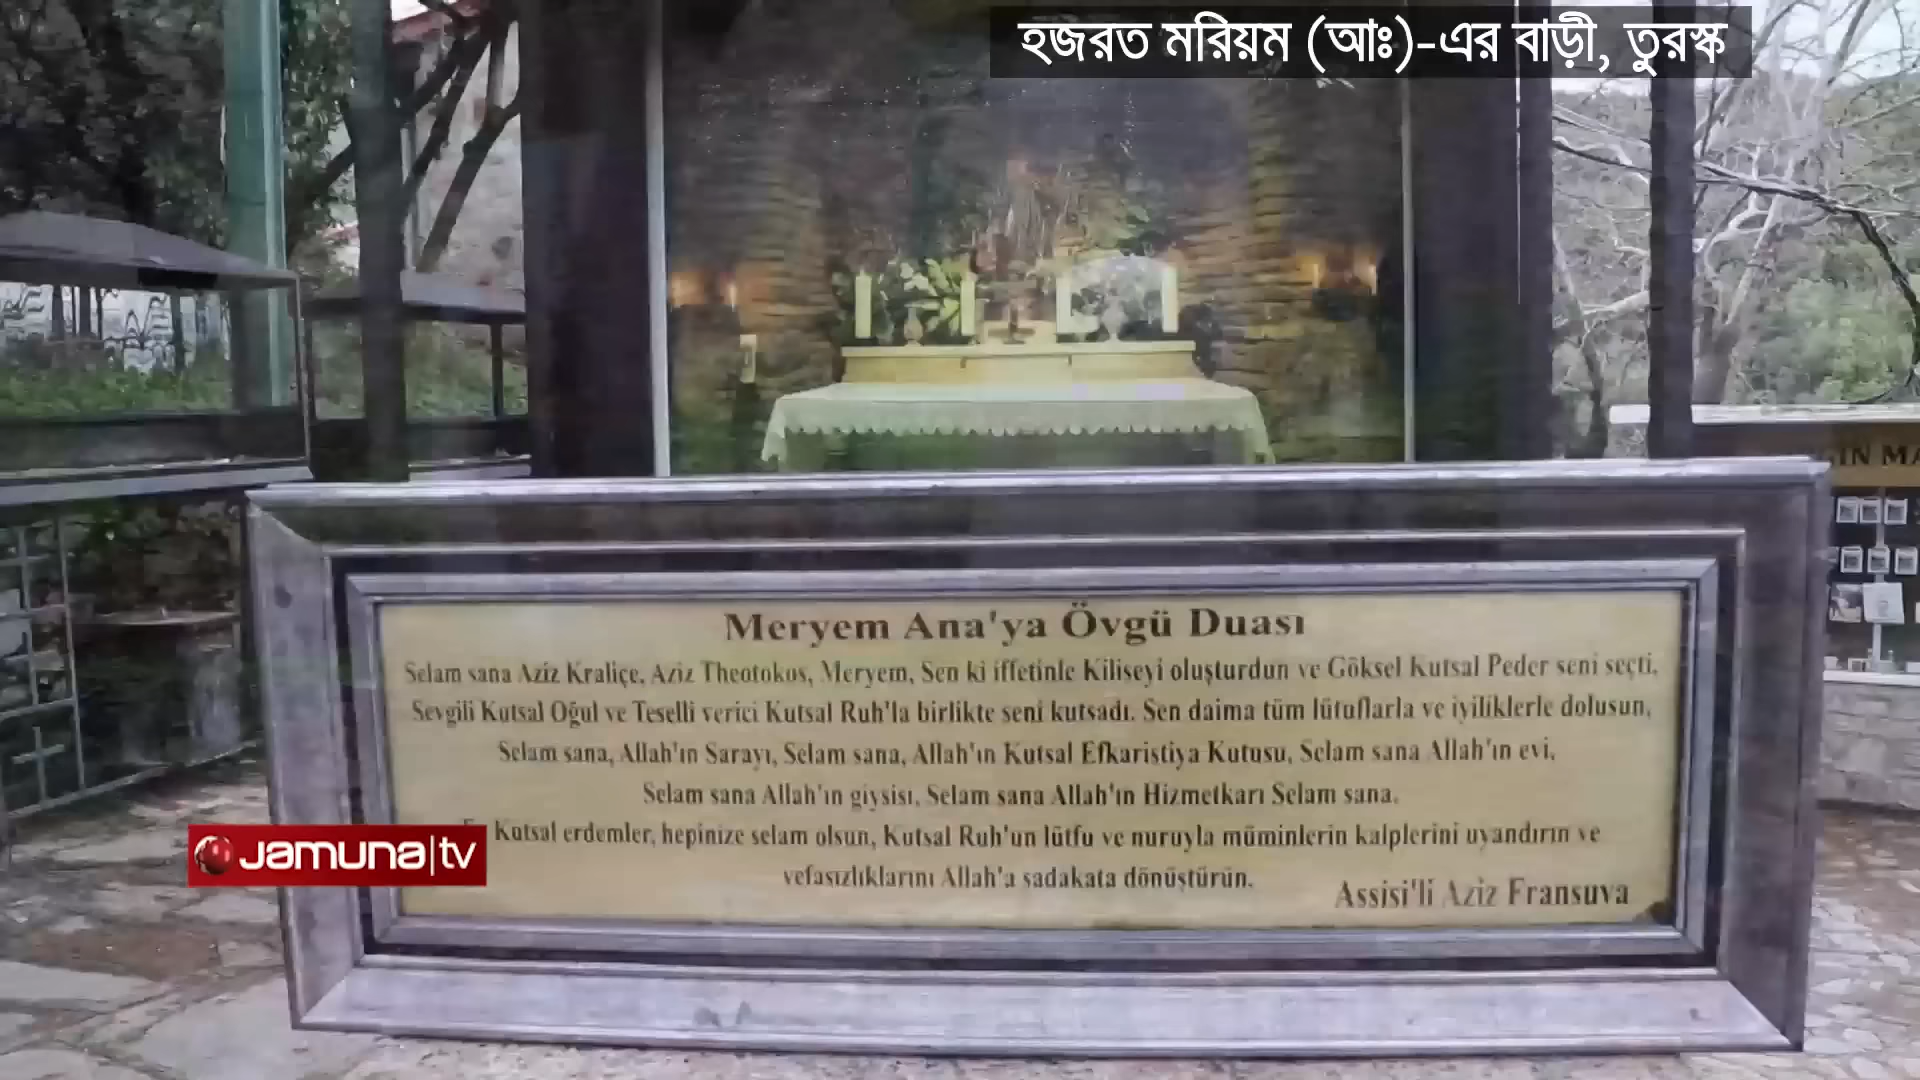 হজরত মরিয়ম (আঃ)-এর বাড়ী, তুরস্ক
GIN MA
Meryem Ana'ya Övgü Duası
Selam sana Aziz Kraliçe, Aziz Theotokos, Meryem, Sen ki iffetinle Kiliseyi oluşturdun ve Göksel Kutsal Peder seni seçti,
Sevgili Kutsal Oğul ve Teselli verici Kutsal Ruh'la birlikte seni kutsadı. Sen daima tüm lütuflarla ve iyiliklerle dolusun,
Selam sana, Allah'ın Sarayı, Selam sana, Allah'ın Kutsal Efkaristiya Kutusu, Selam sana Allah'ın evi,
Selam sana Allah'ın giysisi, Selam sana Allah'ın Hizmetkarı Selam sana.
Kutsal erdemler, hepinize selam olsun, Kutsal Ruh'un lütfu ve nuruyla müminlerin kalplerini uyandırın ve
vefasızlıklarını Allah'a sadakata dönüştürün.
Assisi'li Aziz Fransuva
Jamuna|tv